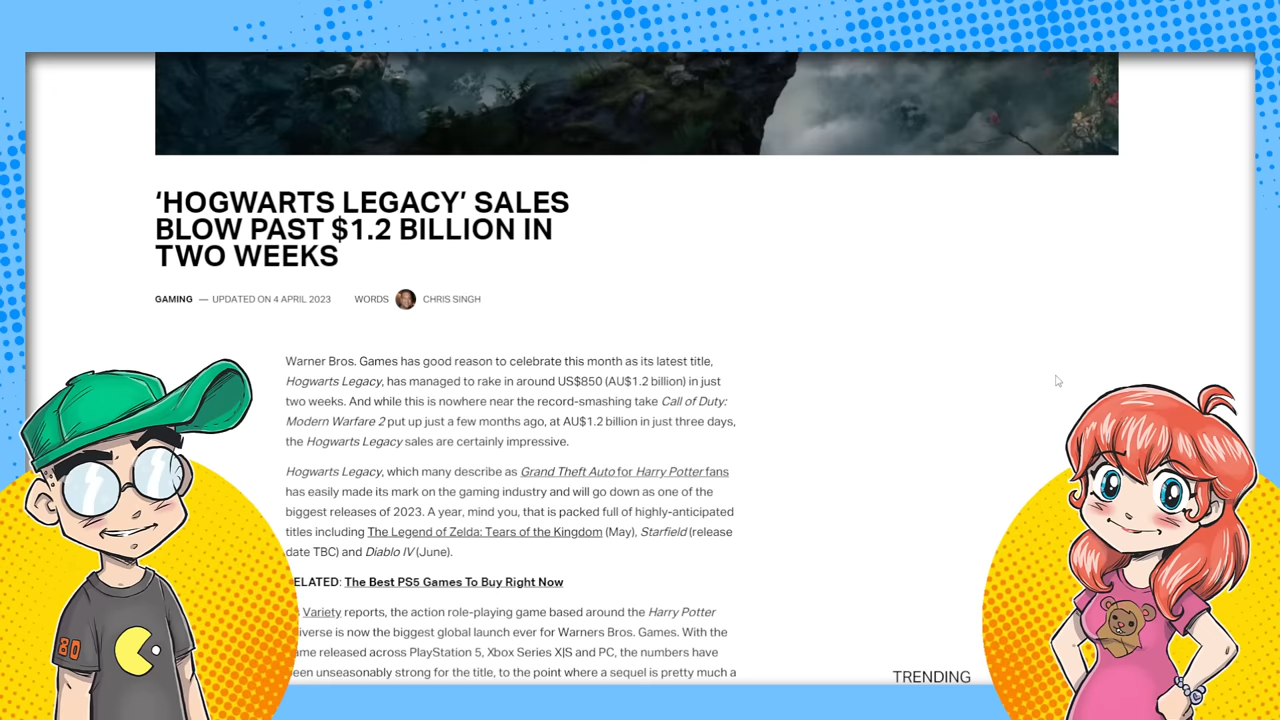 ‘HOGWARTS LEGACY’ SALES
BLOW PAST $1.2 BILLION IN
TWO WEEKS
GAMING — UPDATED ON 4 APRIL 2023 WORDS CHRIS SINGH
Warner Bros. Games has good reason to celebrate this month as its latest title,
Hogwarts Legacy, has managed to rake in around US$850 (AU$1.2 billion) in just
two weeks. And while this is nowhere near the record-smashing take Call of Duty:
Modern Warfare 2 put up just a few months ago, at AU$1.2 billion in just three days,
the Hogwarts Legacy sales are certainly impressive.
Hogwarts Legacy, which many describe as Grand Theft Auto for Harry Potter fans
has easily made its mark on the gaming industry and will go down as one of the
biggest releases of 2023. A year, mind you, that is packed full of highly-anticipated
titles including The Legend of Zelda: Tears of the Kingdom (May), Starfield (release
date TBC) and Diablo IV (June).
ELATED: The Best PS5 Games To Buy Right Now
Variety reports, the action role-playing game based around the Harry Potter
iverse is now the biggest global launch ever for Warners Bros. Games. With the
ame released across PlayStation 5, Xbox Series X|S and PC, the numbers have
een unseasonably strong for the title, to the point where a sequel is pretty much a
TRENDING
80